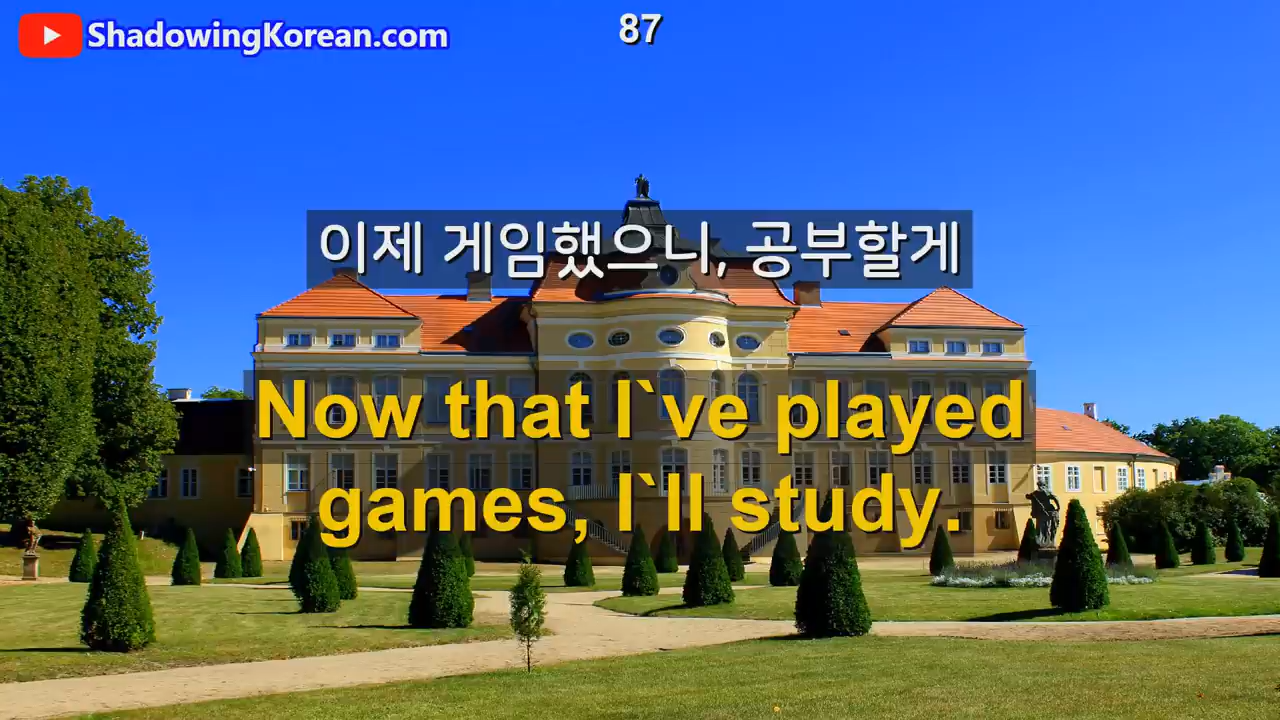 ShadowingKorean.com
87
이제 게임했으니, 공부할게
Now that I`ve played
games, I`ll study.